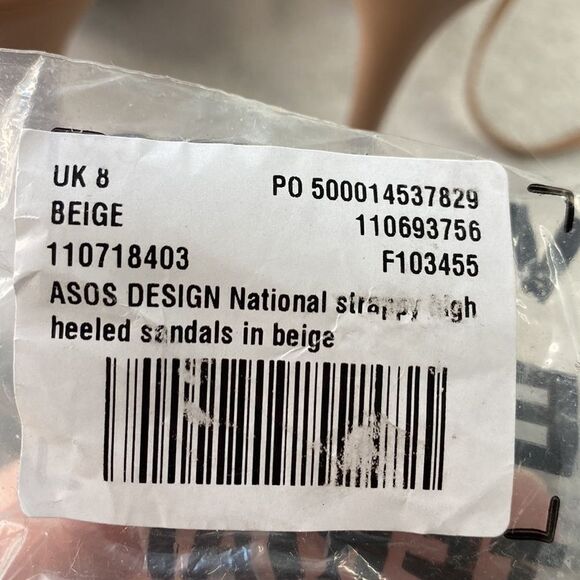 UK 8 PO 500014537829
BEIGE 110693756
110718403 F103455
ASOS DESIGN National strappy high
heeled sandals in beige